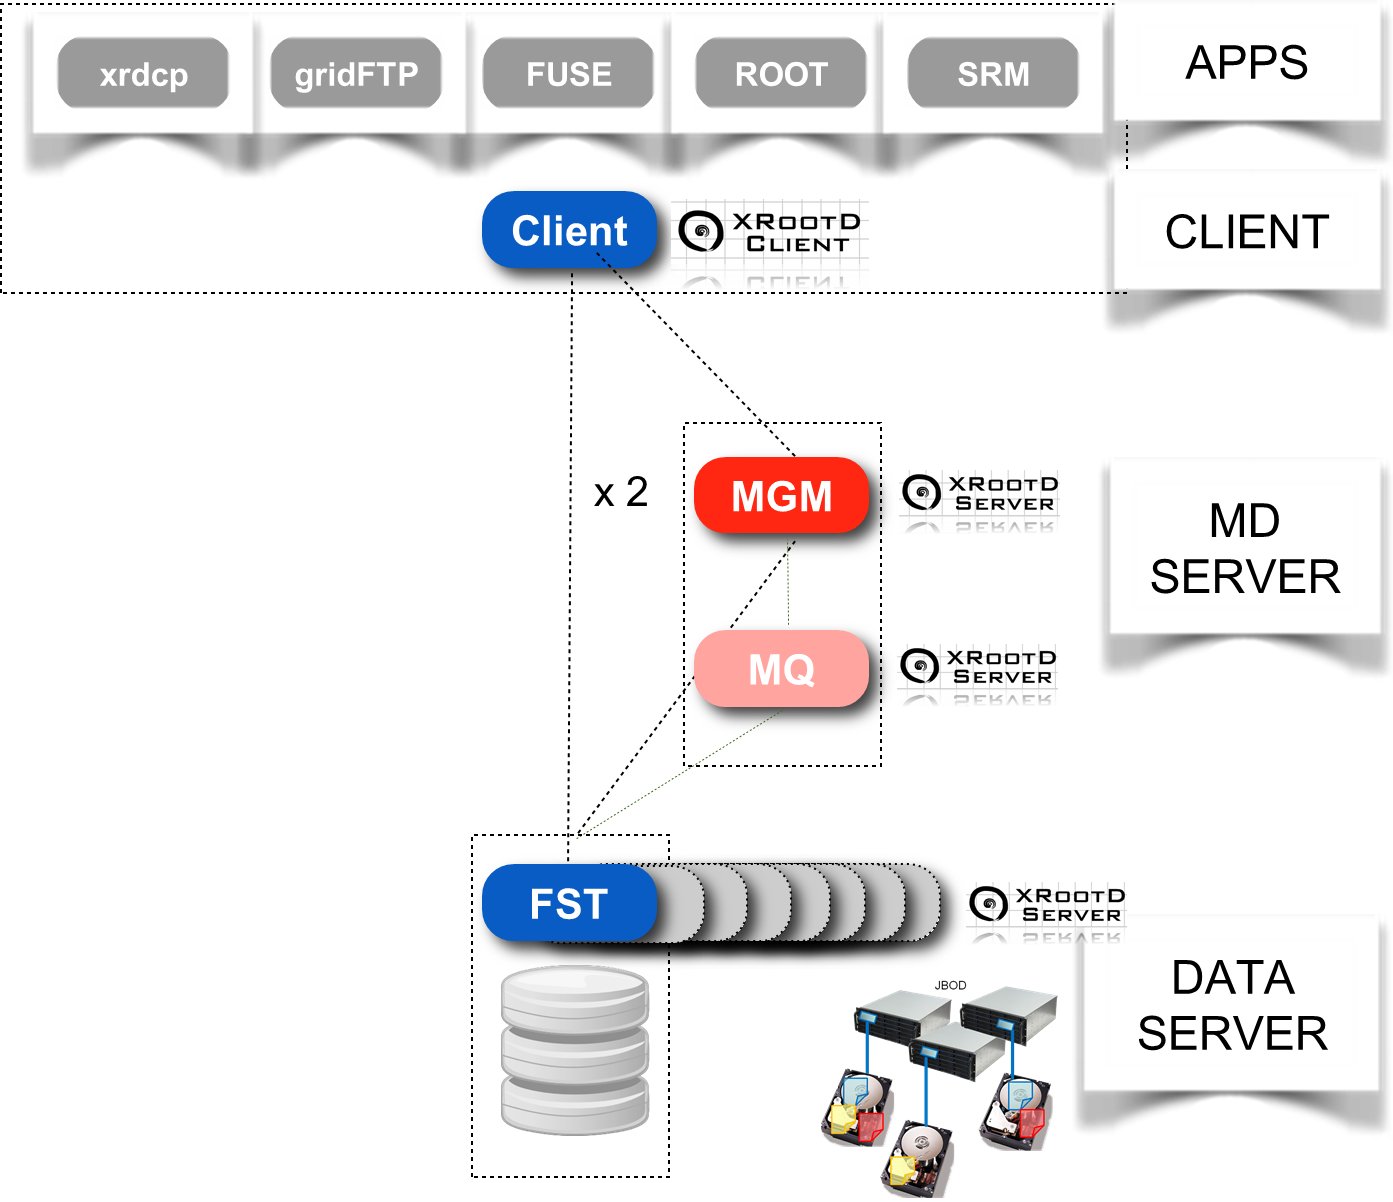 xrdcp
gridFTP
FUSE
ROOT
SRM
APPS
Client
XROOTD
CLIENT
CLIENT
x 2
MGM
XROOTD
SERVER
MD
SERVER
MQ
XROOTD
SERVER
FST
XROOTD
SERVER
JBOD
DATA
SERVER